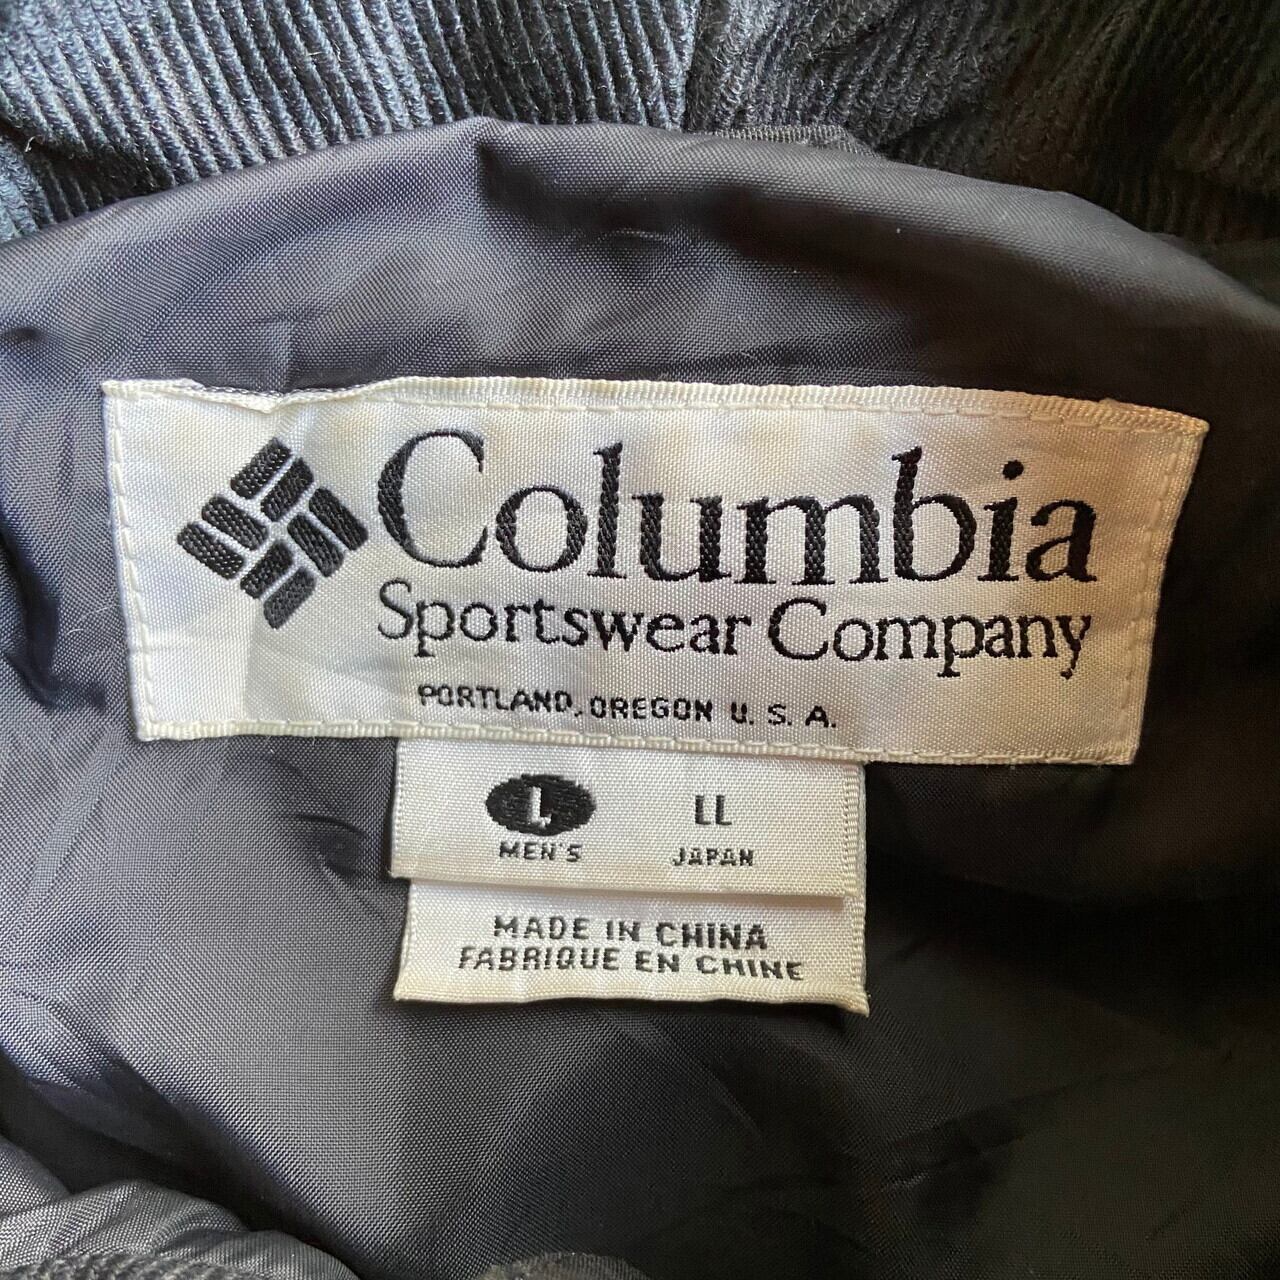 Columbia
Sportswear Company
PORTLAND, OREGON U. S. A.
L LL
MEN'S JAPAN
MADE IN CHINA
FABRIQUE EN CHINE